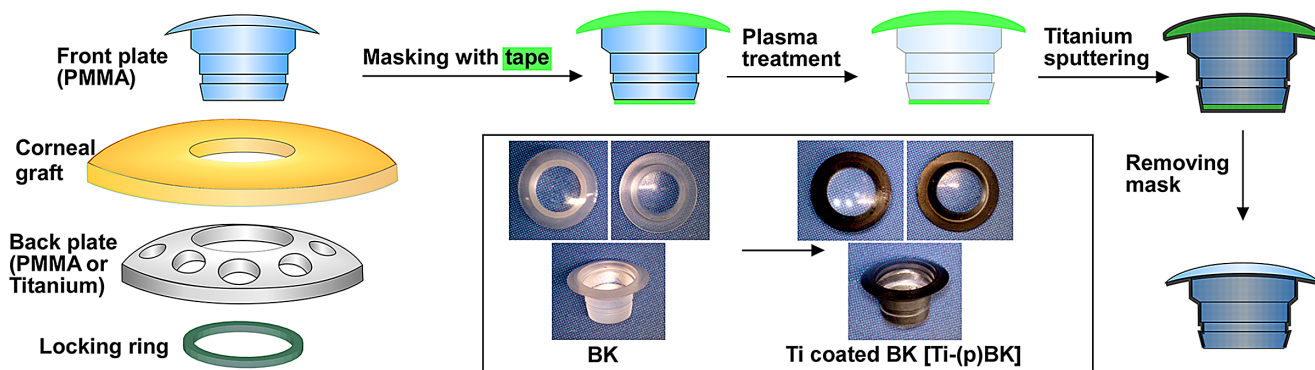 Front plate
(PMMA)
Masking with tape
Plasma
treatment
Titanium
sputtering
Corneal
graft
Removing
mask
Back plate
(PMMA or
Titanium)
Locking ring
BK
Ti coated BK [Ti-(p)BK]